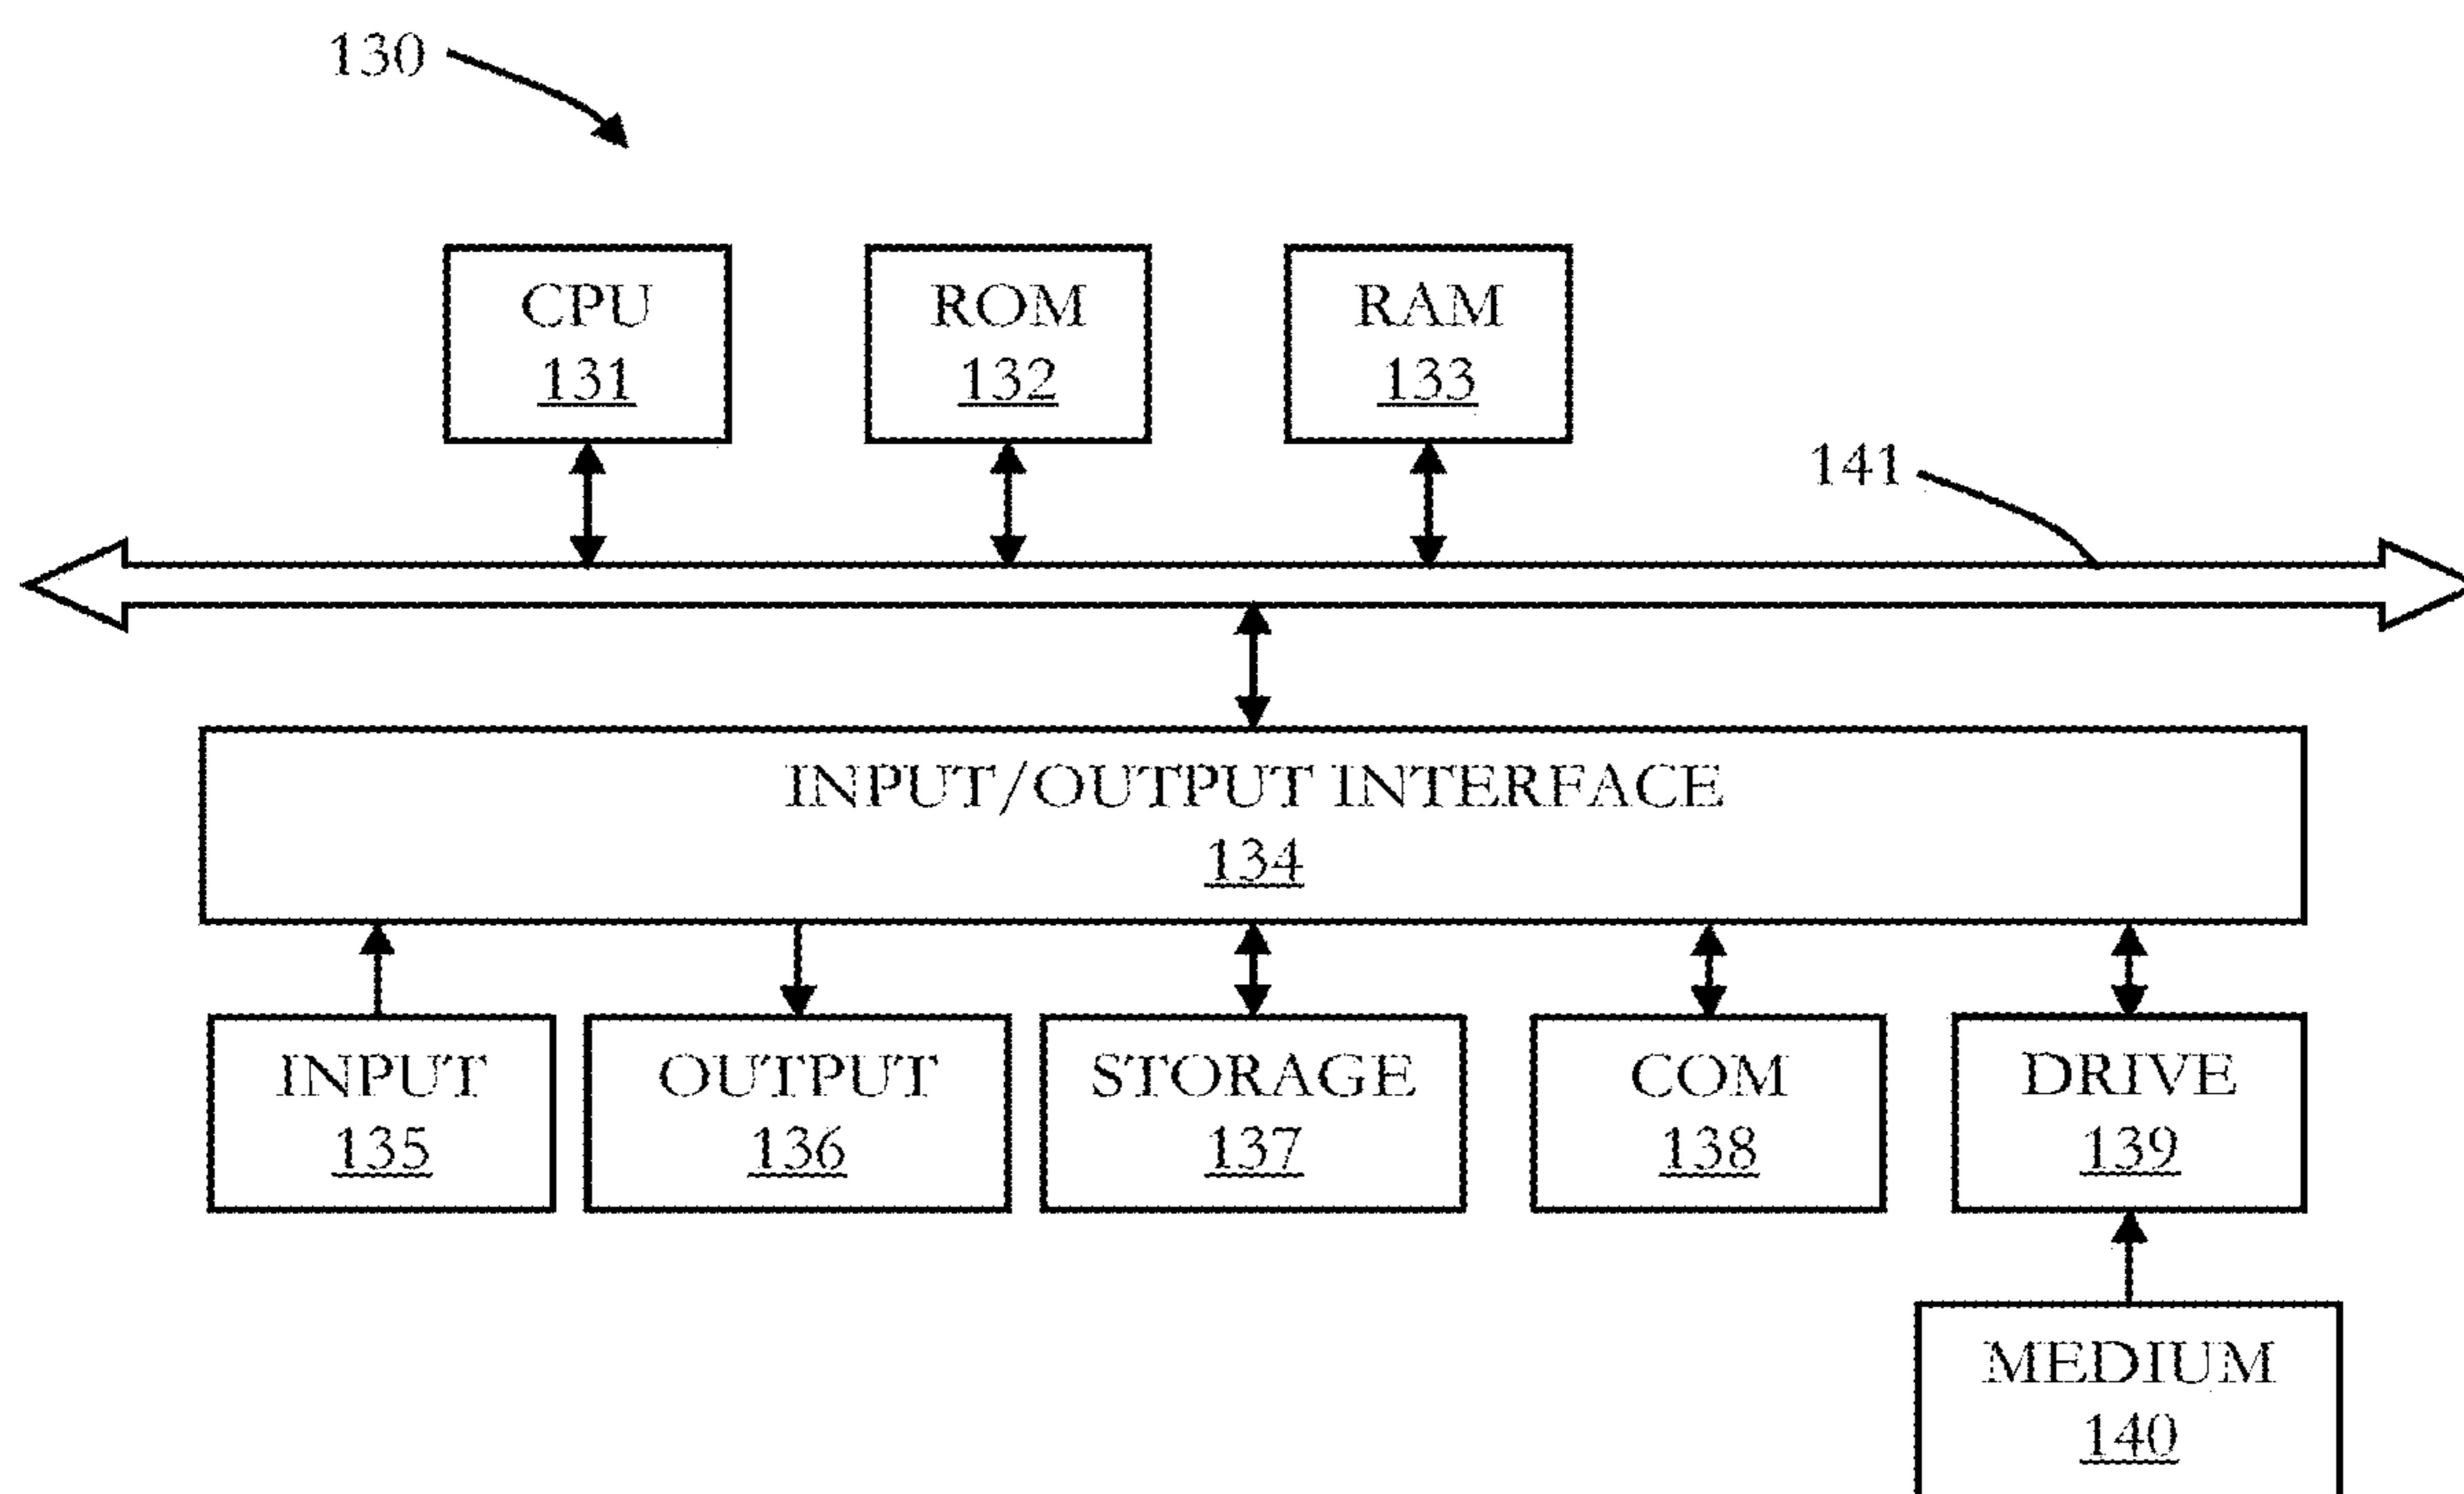 130
CPU
131
ROM
132
RAM
133
141
INPUT/OUTPUT INTERFACE
134
INPUT
135
OUTPUT
136
STORAGE
137
COM
138
DRIVE
139
MEDIUM
140